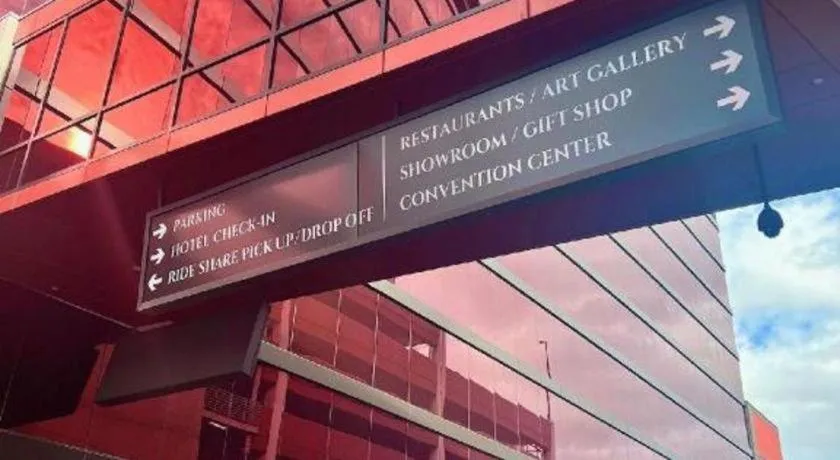 PARKING
HOTEL CHECK-IN
RIDE SHARE PICK UP/DROP OFF
RESTAURANTS / ART GALLERY
SHOWROOM / GIFT SHOP
CONVENTION CENTER